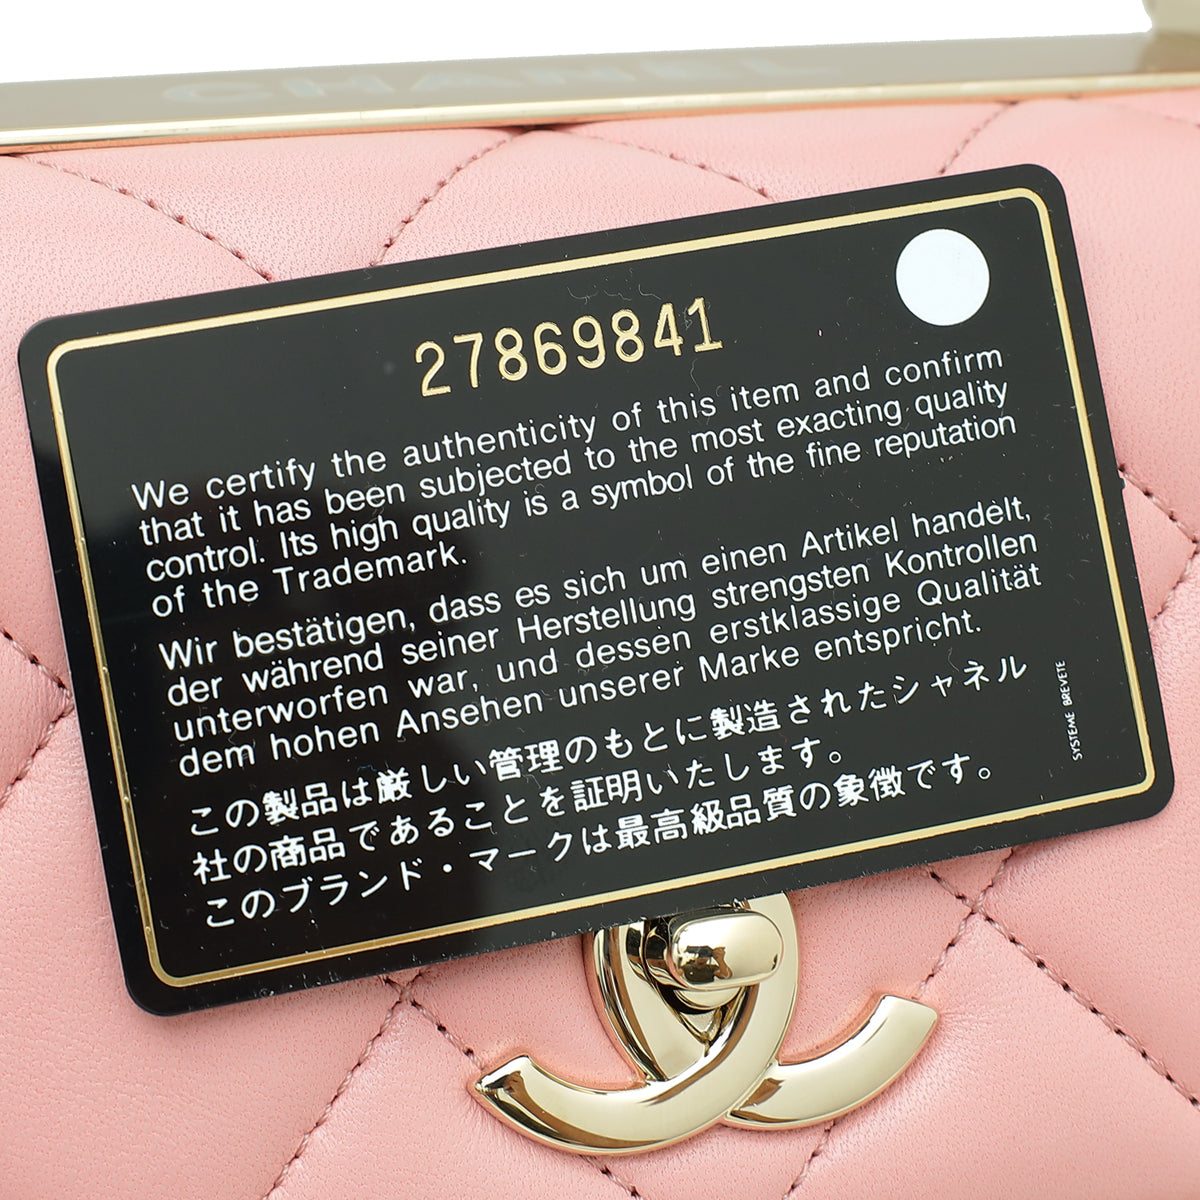 CHANEL
27869841
We certify the authenticity of this item and confirm
that it has been subjected to the most exacting quality
control. Its high quality is a symbol of the fine reputation
of the Trademark.
Wir bestätigen, dass es sich um einen Artikel handelt,
der während seiner Herstellung strengsten Kontrollen
unterworfen war, und dessen erstklassige Qualität
dem hohen Ansehen unserer Marke entspricht.
この製品は厳しい管理のもとに製造されたシャネル
社の商品であることを証明いたします。
このブランド・マークは最高級品質の象徴です。
SYSTEME BREVETE